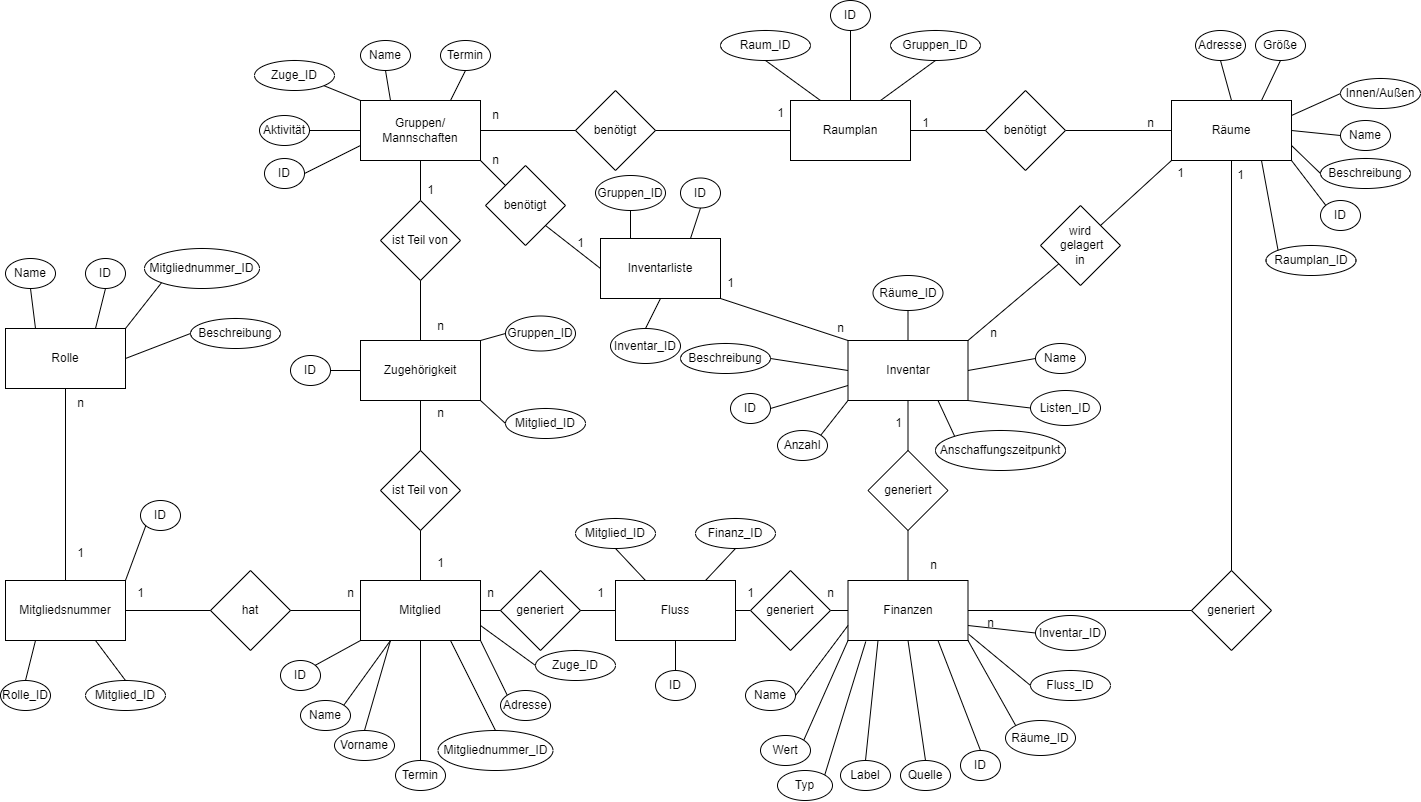 ID
Raum_ID
Gruppen_ID
Adresse
Größe
Name
Termin
Zuge_ID
Innen/Außen
Aktivität
Gruppen/
Mannschaften
n
benötigt
1
Raumplan
1
benötigt
n
Räume
Name
ID
n
benötigt
1
Beschreibung
1
1
ID
Raumplan_ID
Gruppen_ID
ID
1
ist Teil von
wird
gelagert
in
Inventarliste
1
Name
ID
Mitgliednummer_ID
Beschreibung
Rolle
n
n
Gruppen_ID
Inventar_ID
Räume_ID
n
n
ID
Zugehörigkeit
Mitglied_ID
n
Beschreibung
Inventar
Name
ID
Listen_ID
Anzahl
1
Anschaffungszeitpunkt
ist Teil von
generiert
ID
1
1
Mitglied_ID
Finanz_ID
n
Mitgliedsnummer
1
hat
n
Mitglied
n
generiert
1
Fluss
1
generiert
n
Finanzen
n
generiert
Inventar_ID
Rolle_ID
Mitglied_ID
ID
Name
Vorname
Termin
Mitgliednummer_ID
Adresse
Zuge_ID
ID
Name
Wert
Typ
Label
Quelle
ID
Räume_ID
Fluss_ID